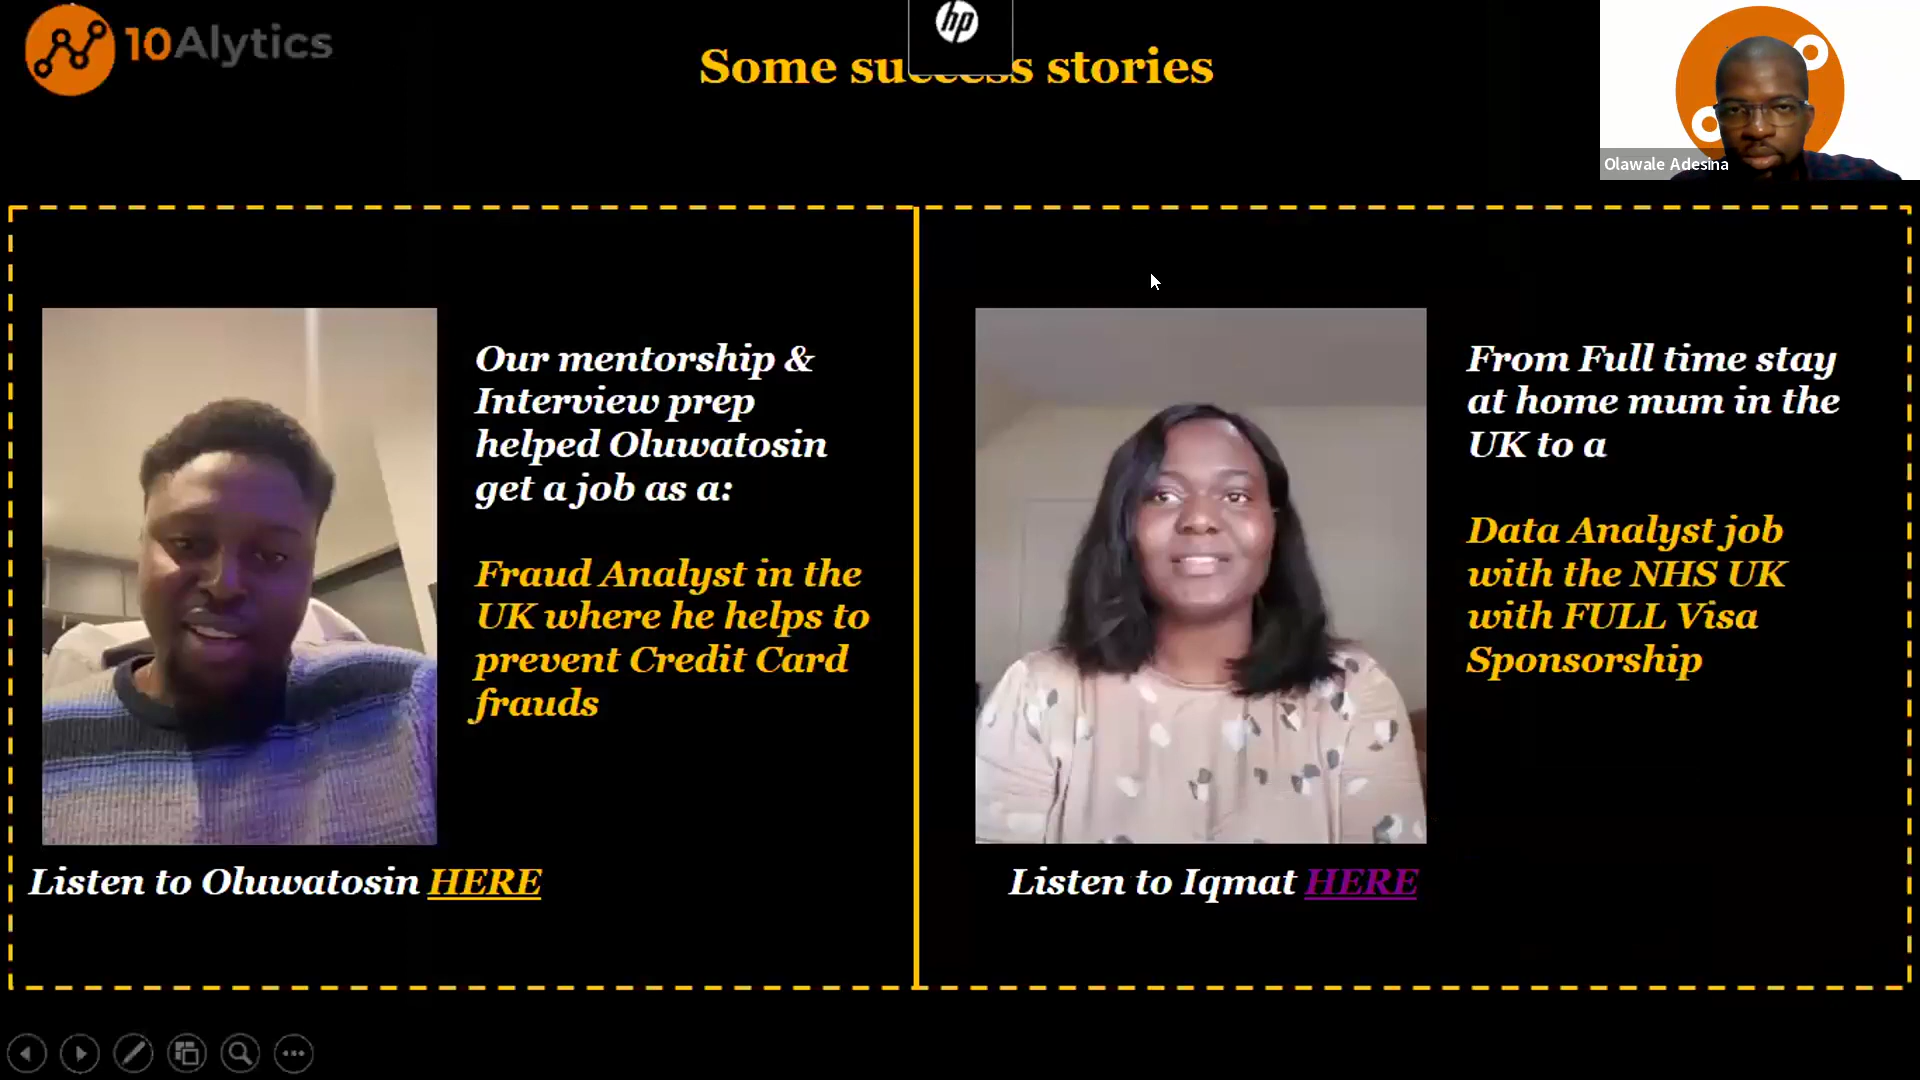 10Alytics
hp
Some success stories
Olawale Adesina
Our mentorship &
Interview prep
helped Oluwatosin
get a job as a:
Fraud Analyst in the
UK where he helps to
prevent Credit Card
frauds
Listen to Oluwatosin HERE
From Full time stay
at home mum in the
UK to a
Data Analyst job
with the NHS UK
with FULL Visa
Sponsorship
Listen to Iqmat HERE